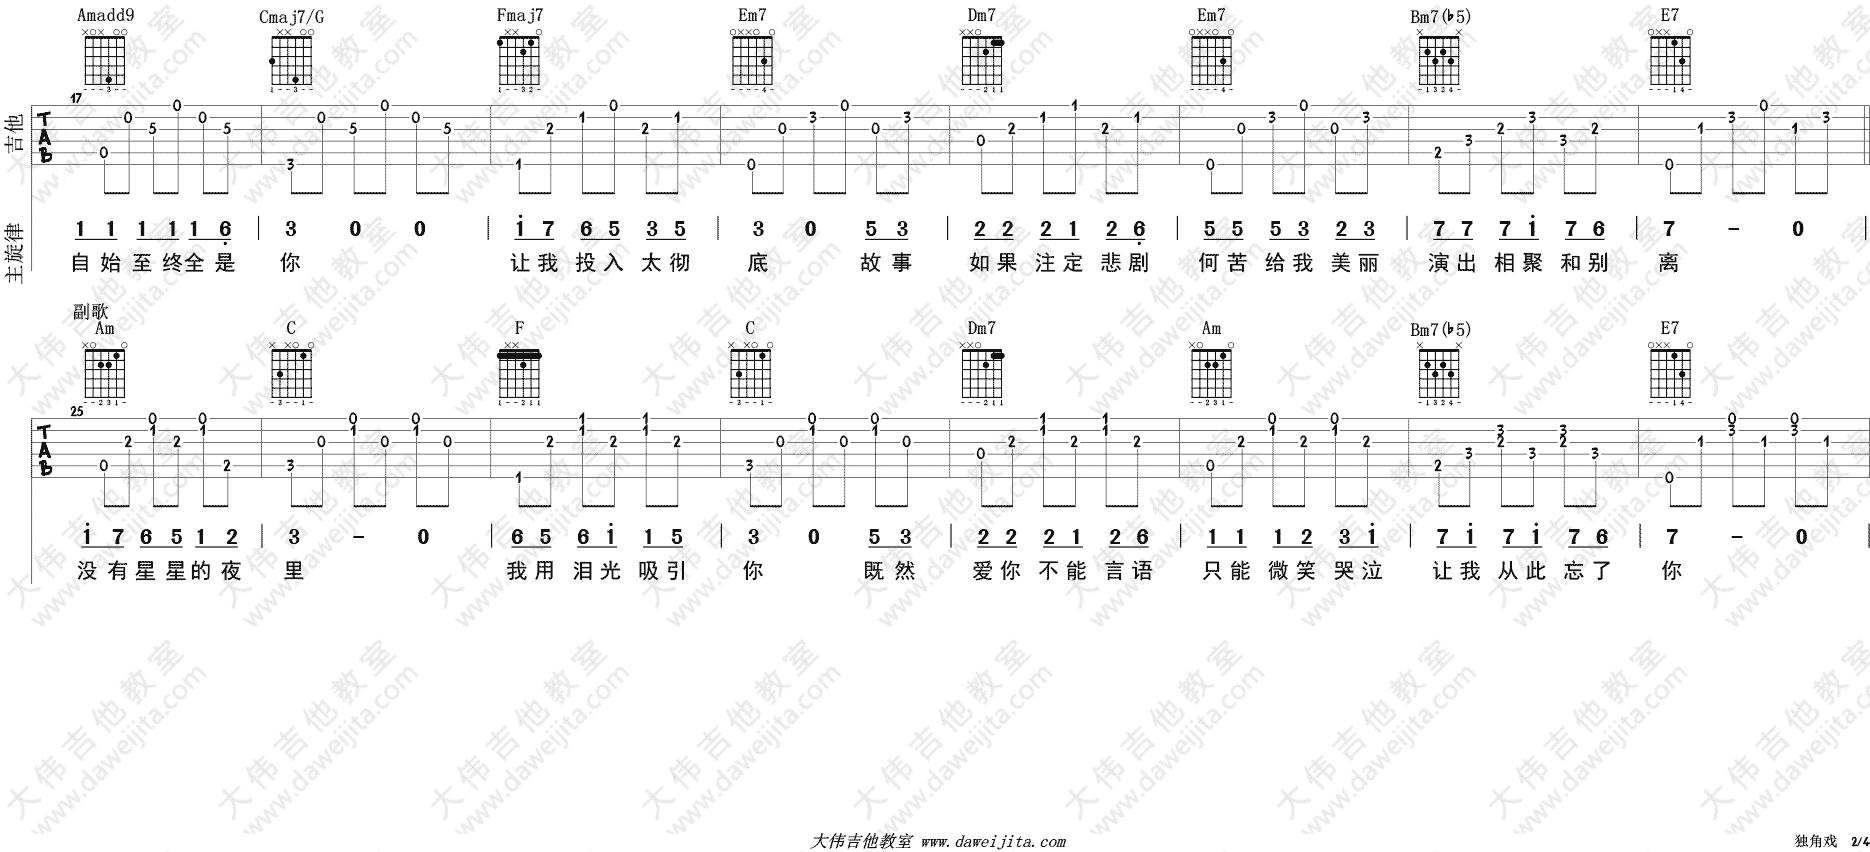 Amadd9 Cmaj7/G Fmaj7 Em7 Dm7 Em7 Bm7(♭5) E7
17
吉他
TAB
主旋律
1 1 1 1 1 6̣ | 3 0 0 | 1̇ 7 6 5 3 5 | 3 0 5 3 | 2 2 2 1 2 6̣ | 5 5 5 3 2 3 | 7 7 7 1̇ 7 6 | 7 - 0 |
自始至终全是 你 让我投入太彻 底 故事 如果注定悲剧 何苦给我美丽 演出相聚和别 离
副歌
Am C F C Dm7 Am Bm7(♭5) E7
25
TAB
1̇ 7 6 5 1 2 | 3 - 0 | 6 5 6 1̇ 1 5 | 3 0 5 3 | 2 2 2 1 2 6 | 1 1 1 2 3 1̇ | 7 1̇ 7 1̇ 7 6 | 7 - 0 |
没有星星的夜 里 我用泪光吸引 你 既然 爱你不能言语 只能微笑哭泣 让我从此忘了 你
大伟吉他教室 www.daweijita.com
独角戏 2/4